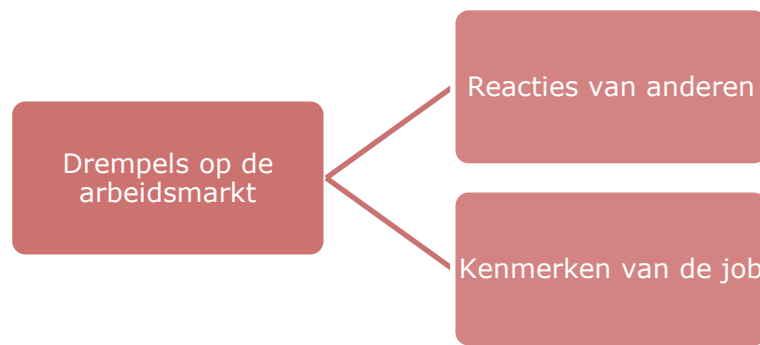 Drempels op de
arbeidsmarkt
Reacties van anderen
Kenmerken van de job